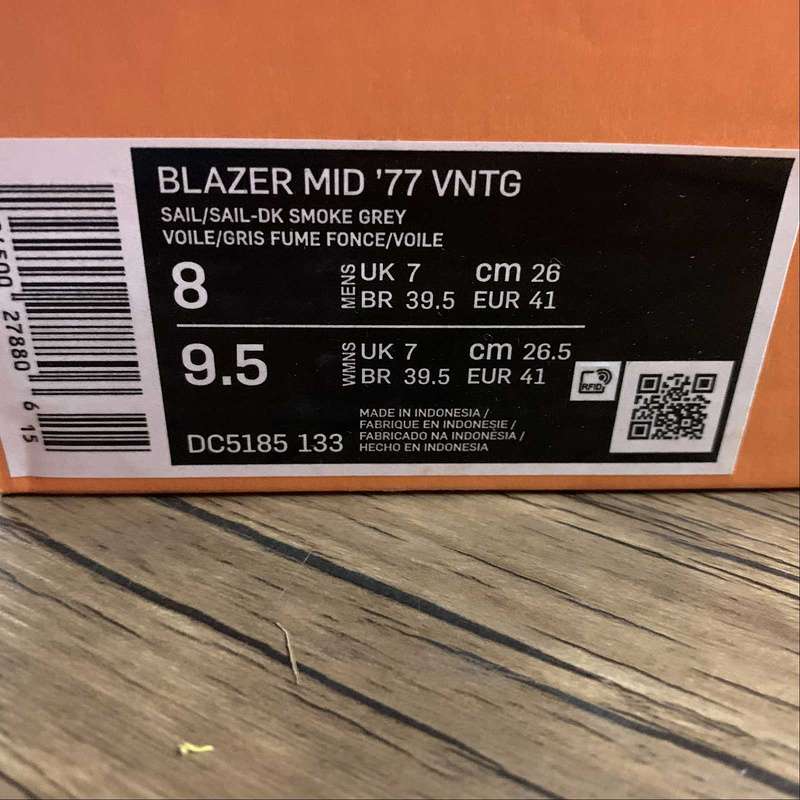 BLAZER MID '77 VNTG
SAIL/SAIL-DK SMOKE GREY
VOILE/GRIS FUME FONCE/VOILE
8 MENS UK 7 cm 26
BR 39.5 EUR 41
9.5 WMNS UK 7 cm 26.5
BR 39.5 EUR 41
RFID
DC5185 133
MADE IN INDONESIA /
FABRIQUE EN INDONESIE /
FABRICADO NA INDONÉSIA /
HECHO EN INDONESIA
27880 6 15